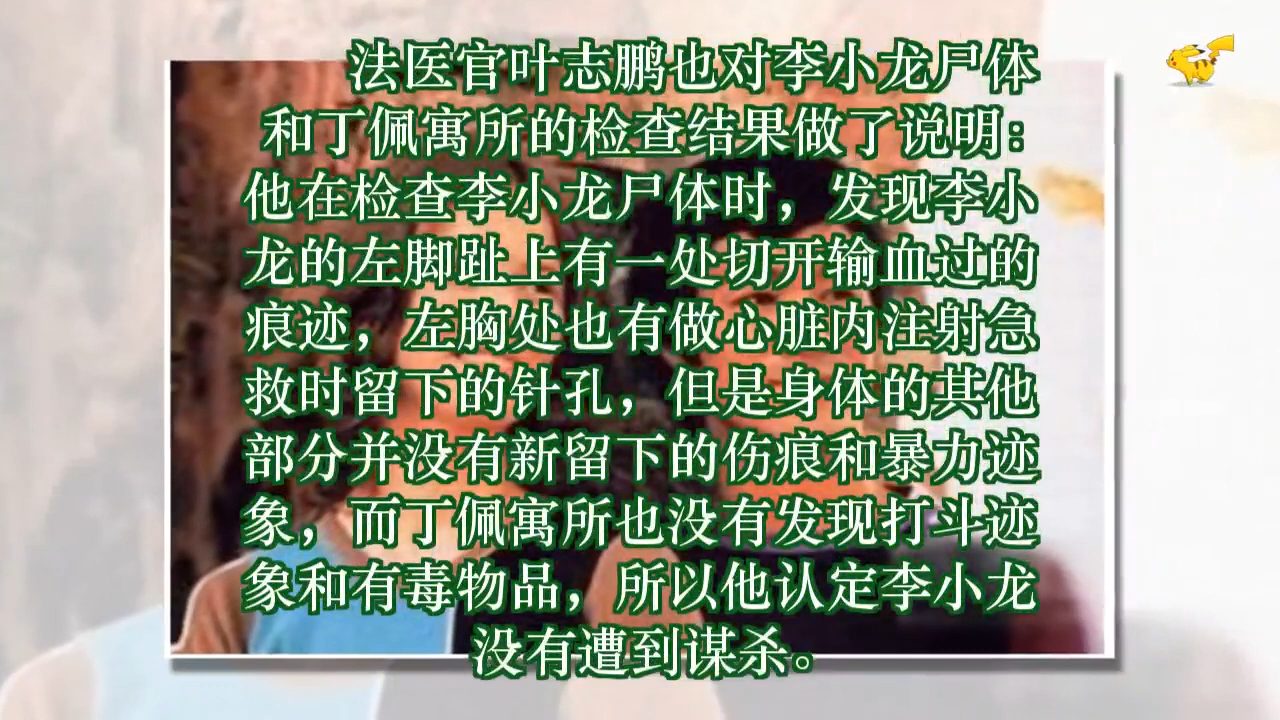 法医官叶志鹏也对李小龙尸体
和丁佩寓所的检查结果做了说明：
他在检查李小龙尸体时，发现李小
龙的左脚趾上有一处切开输血过的
痕迹，左胸处也有做心脏内注射急
救时留下的针孔，但是身体的其他
部分并没有新留下的伤痕和暴力迹
象，而丁佩寓所也没有发现打斗迹
象和有毒物品，所以他认定李小龙
没有遭到谋杀。